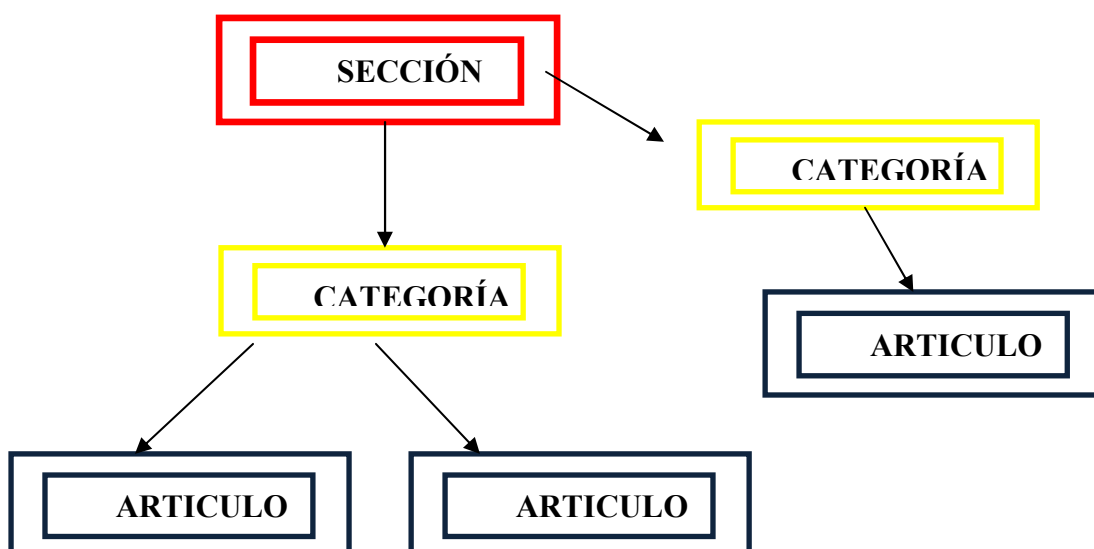 SECCIÓN
CATEGORÍA
CATEGORÍA
ARTICULO
ARTICULO
ARTICULO